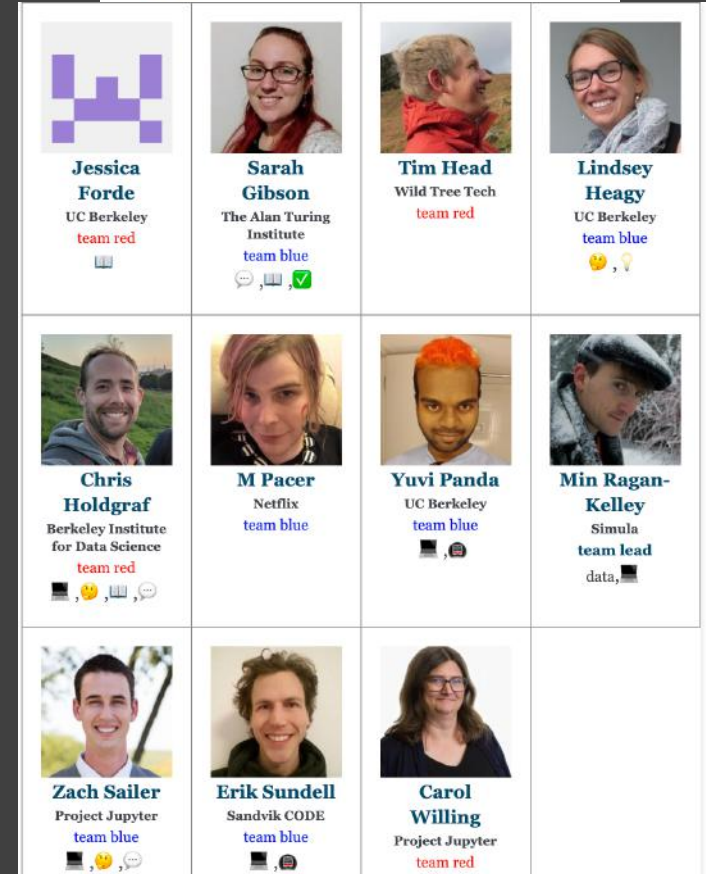 Jessica
Forde
UC Berkeley
team red
📖
Sarah
Gibson
The Alan Turing
Institute
team blue
💬 ,📖 ,✅
Tim Head
Wild Tree Tech
team red
Lindsey
Heagy
UC Berkeley
team blue
🤔 ,💡
Chris
Holdgraf
Berkeley Institute
for Data Science
team red
💻 ,🤔 ,📖 ,💬
M Pacer
Netflix
team blue
Yuvi Panda
UC Berkeley
team blue
💻 ,🚇
Min Ragan-
Kelley
Simula
team lead
data,💻
Zach Sailer
Project Jupyter
team blue
💻 ,🤔 ,💬
Erik Sundell
Sandvik CODE
team blue
💻 ,🚇
Carol
Willing
Project Jupyter
team red